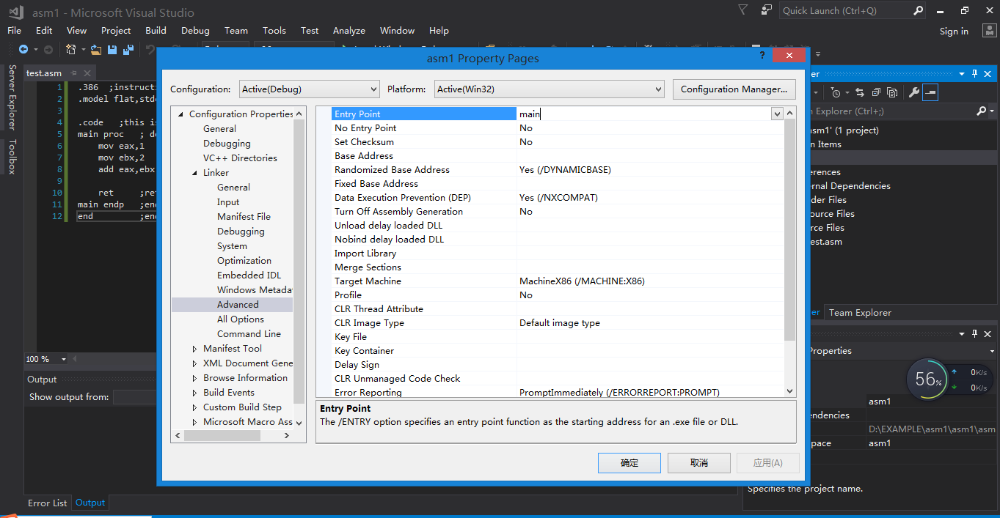 asm1 - Microsoft Visual Studio
Quick Launch (Ctrl+Q)
File Edit View Project Build Debug Team Tools Test Analyze Window Help
Sign in
asm1 Property Pages
?
Server Explorer
Toolbox
test.asm
1 .386 ;instructi
2 .model flat,stdc
3
4 .code ;this is
5 main proc ; de
6 mov eax,1
7 mov ebx,2
8 add eax,ebx
9
10 ret ;ret
11 main endp ;enc
12 end ;enc
100 %
Output
Show output from:
Error List Output
Configuration: Active(Debug) Platform: Active(Win32) Configuration Manager...
Configuration Properties
General
Debugging
VC++ Directories
Linker
General
Input
Manifest File
Debugging
System
Optimization
Embedded IDL
Windows Metada
Advanced
All Options
Command Line
Manifest Tool
XML Document Gene
Browse Information
Build Events
Custom Build Step
Microsoft Macro Ass
Entry Point main
No Entry Point No
Set Checksum No
Base Address
Randomized Base Address Yes (/DYNAMICBASE)
Fixed Base Address
Data Execution Prevention (DEP) Yes (/NXCOMPAT)
Turn Off Assembly Generation No
Unload delay loaded DLL
Nobind delay loaded DLL
Import Library
Merge Sections
Target Machine MachineX86 (/MACHINE:X86)
Profile No
CLR Thread Attribute
CLR Image Type Default image type
Key File
Key Container
Delay Sign
CLR Unmanaged Code Check
Error Reporting PromptImmediately (/ERRORREPORT:PROMPT)
Entry Point
The /ENTRY option specifies an entry point function as the starting address for an .exe file or DLL.
确定 取消 应用(A)
er
n Explorer (Ctrl+;)
asm1' (1 project)
n Items
erences
rnal Dependencies
der Files
ource Files
rce Files
est.asm
er Team Explorer
Properties
56%
0K/s
0K/s
asm1
endencies
D:\EXAMPLE\asm1\asm1\asm
pace asm1
Specifies the project name.